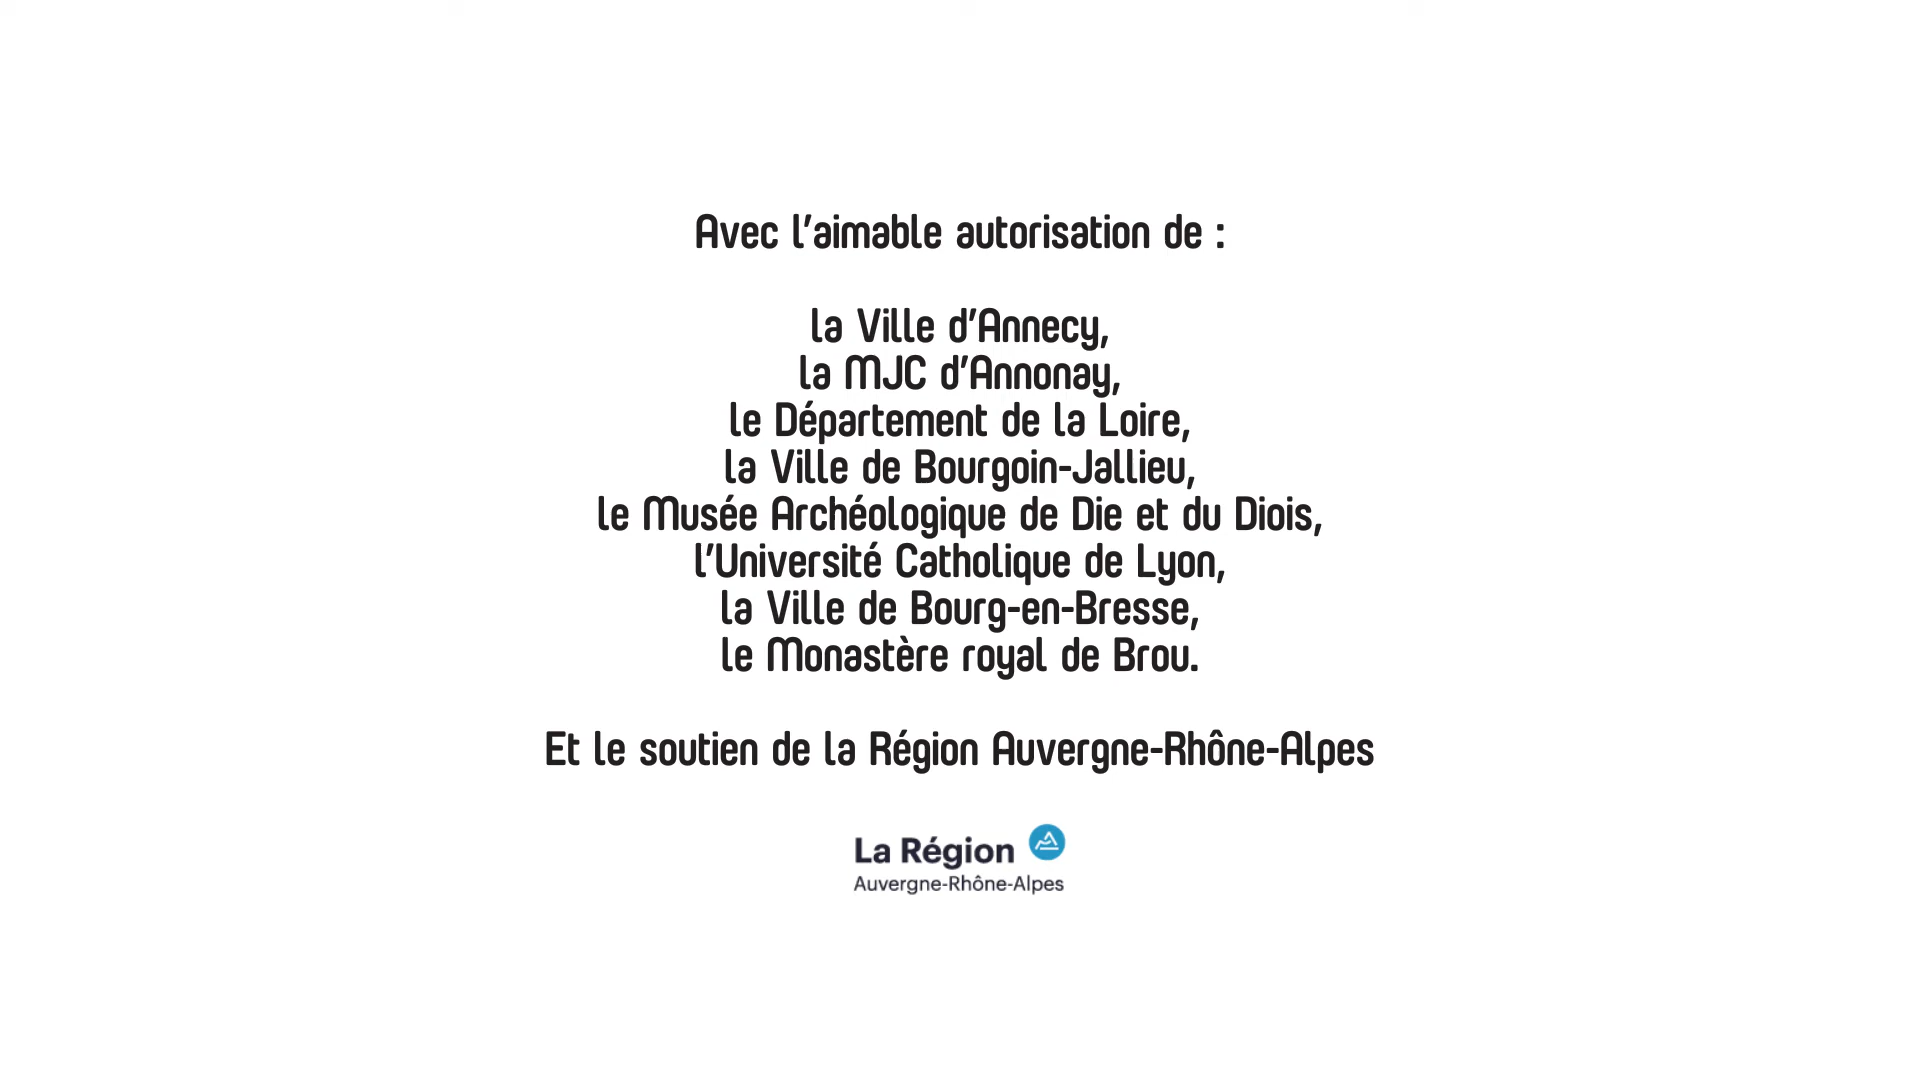 Avec l'aimable autorisation de :
la Ville d'Annecy,
la MJC d'Annonay,
le Département de la Loire,
la Ville de Bourgoin-Jallieu,
le Musée Archéologique de Die et du Diois,
l'Université Catholique de Lyon,
la Ville de Bourg-en-Bresse,
le Monastère royal de Brou.
Et le soutien de la Région Auvergne-Rhône-Alpes
La Région
Auvergne-Rhône-Alpes